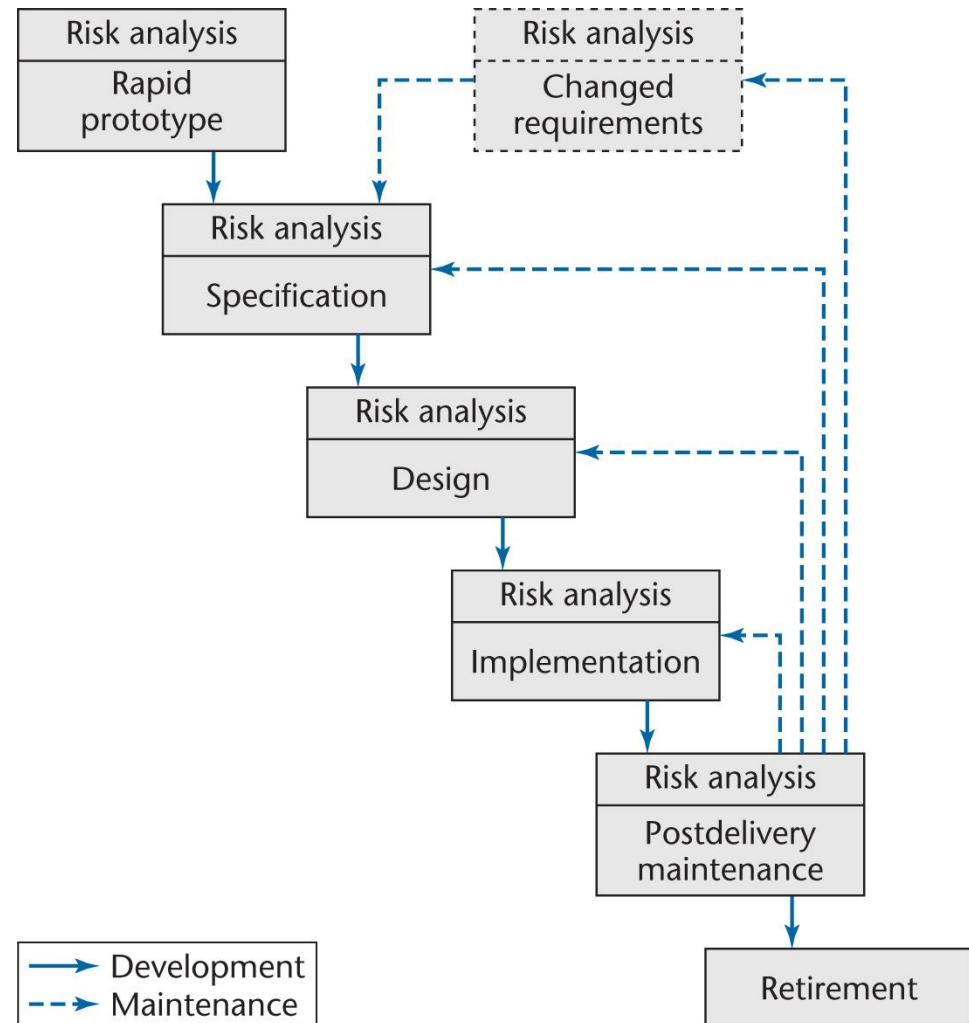 Risk analysis
Rapid
prototype
Risk analysis
Changed
requirements
Risk analysis
Specification
Risk analysis
Design
Risk analysis
Implementation
Risk analysis
Postdelivery
maintenance
Development
Maintenance
Retirement